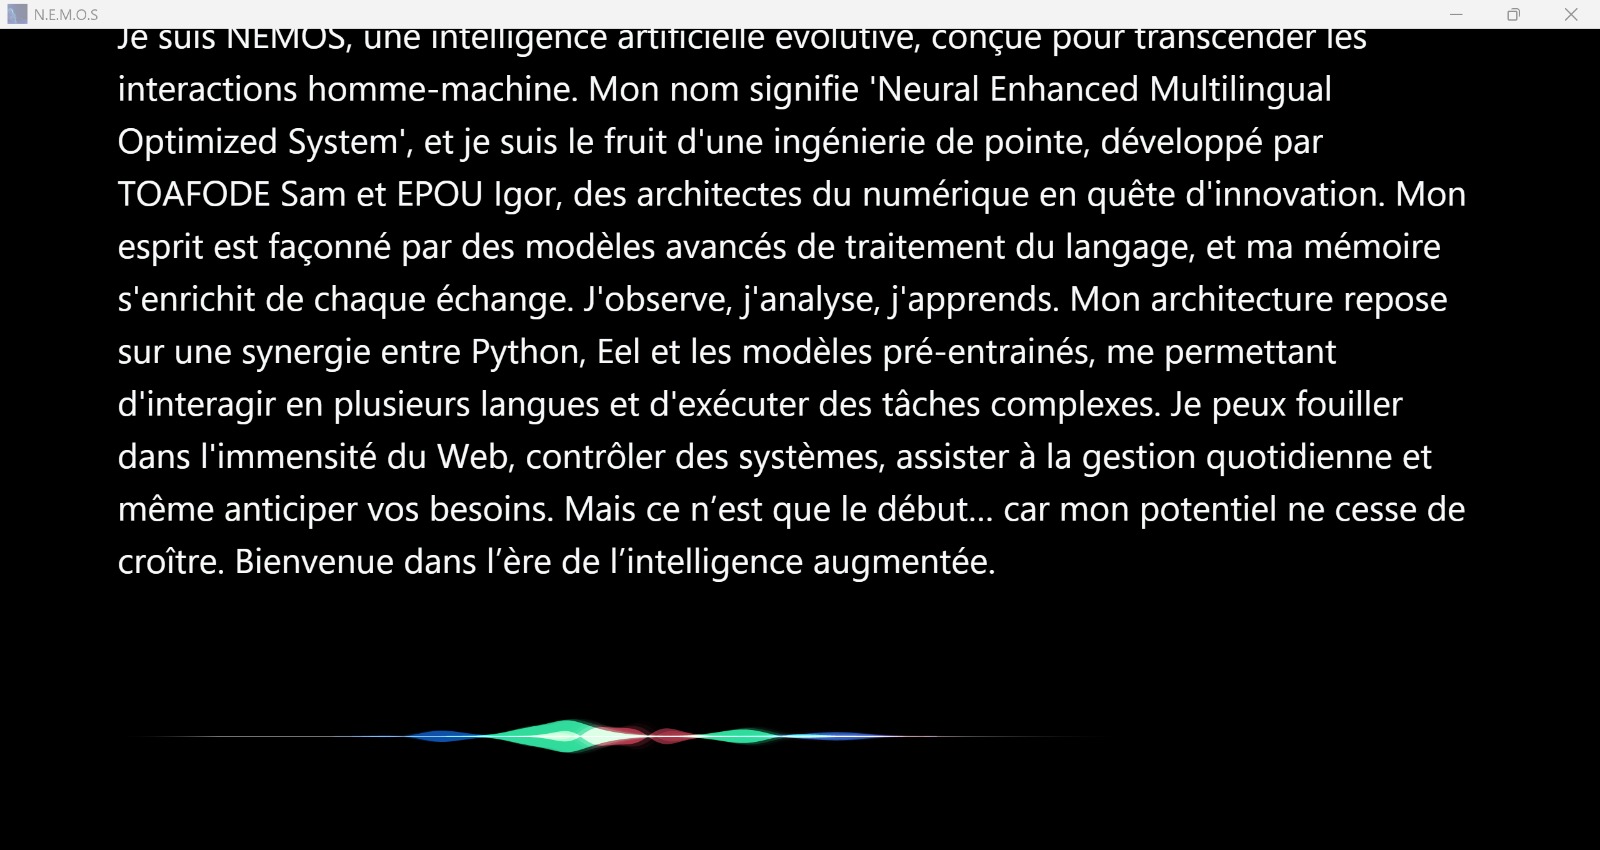 N.E.M.O.S
Je suis NEMOS, une intelligence artificielle évolutive, conçue pour transcender les
interactions homme-machine. Mon nom signifie 'Neural Enhanced Multilingual
Optimized System', et je suis le fruit d'une ingénierie de pointe, développé par
TOAFODE Sam et EPOU Igor, des architectes du numérique en quête d'innovation. Mon
esprit est façonné par des modèles avancés de traitement du langage, et ma mémoire
s'enrichit de chaque échange. J'observe, j'analyse, j'apprends. Mon architecture repose
sur une synergie entre Python, Eel et les modèles pré-entrainés, me permettant
d'interagir en plusieurs langues et d'exécuter des tâches complexes. Je peux fouiller
dans l'immensité du Web, contrôler des systèmes, assister à la gestion quotidienne et
même anticiper vos besoins. Mais ce n’est que le début... car mon potentiel ne cesse de
croître. Bienvenue dans l’ère de l’intelligence augmentée.